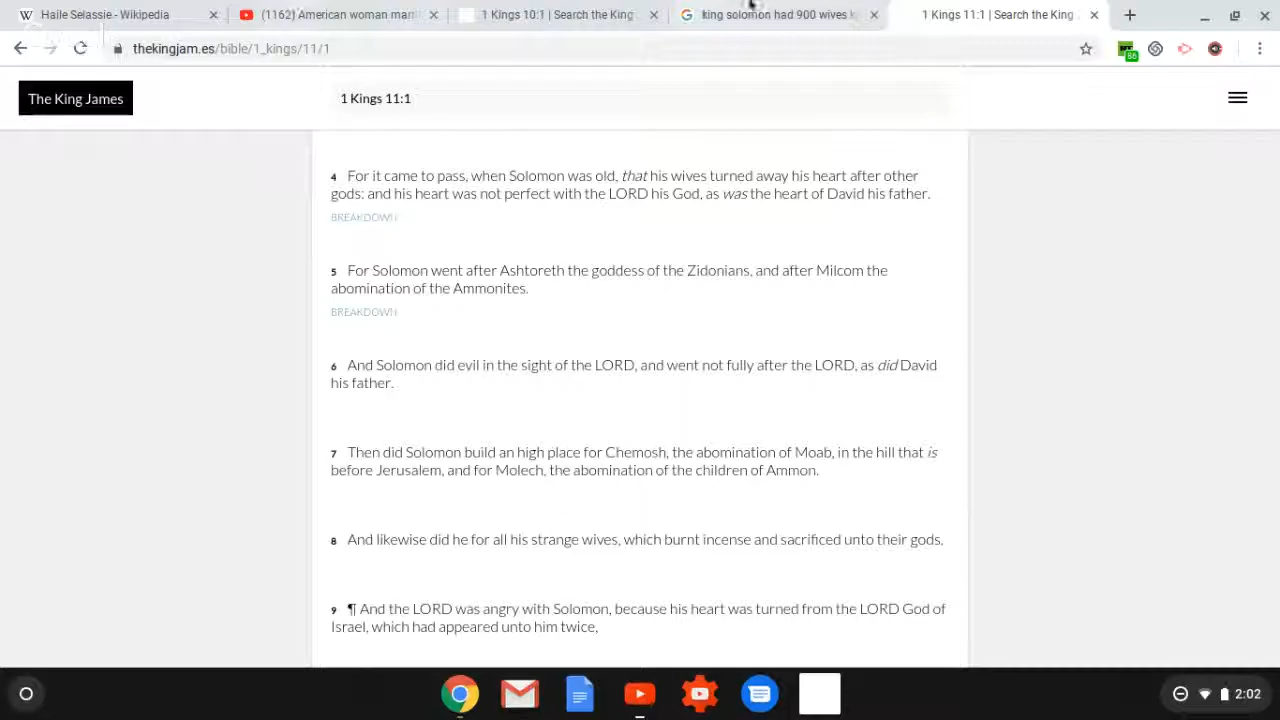 Haile Selassie - Wikipedia
(1162) American woman marri
1 Kings 10:1 | Search the King
king solomon had 900 wives k
1 Kings 11:1 | Search the King
thekingjam.es/bible/1_kings/11/1
86
The King James
1 Kings 11:1
4 For it came to pass, when Solomon was old, that his wives turned away his heart after other
gods: and his heart was not perfect with the LORD his God, as was the heart of David his father.
BREAKDOWN
5 For Solomon went after Ashtoreth the goddess of the Zidonians, and after Milcom the
abomination of the Ammonites.
BREAKDOWN
6 And Solomon did evil in the sight of the LORD, and went not fully after the LORD, as did David
his father.
7 Then did Solomon build an high place for Chemosh, the abomination of Moab, in the hill that is
before Jerusalem, and for Molech, the abomination of the children of Ammon.
8 And likewise did he for all his strange wives, which burnt incense and sacrificed unto their gods.
9 ¶ And the LORD was angry with Solomon, because his heart was turned from the LORD God of
Israel, which had appeared unto him twice,
2:02